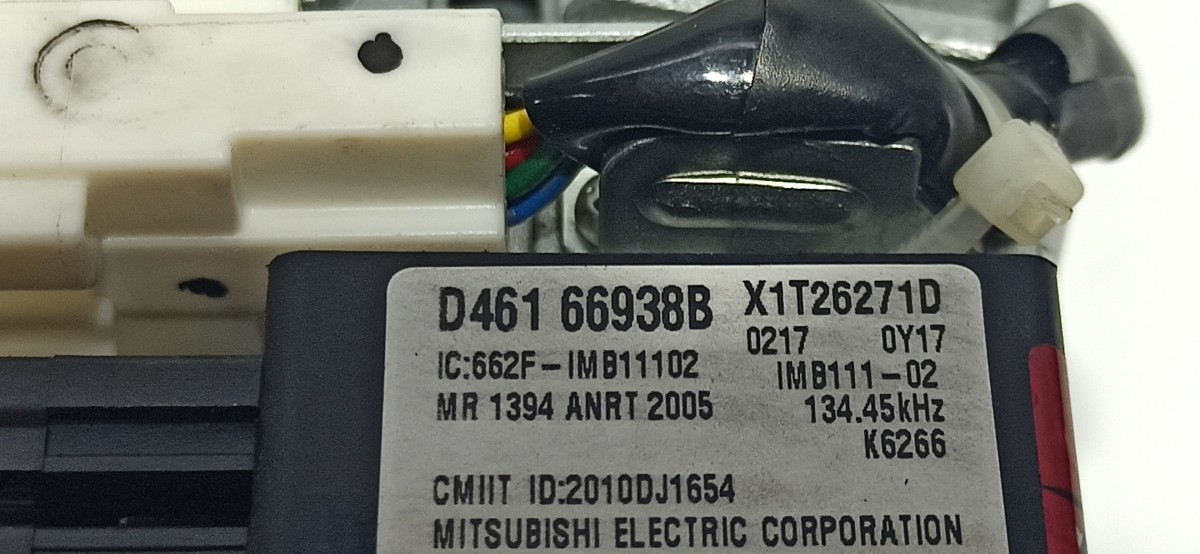 D461 66938B X1T26271D
0217 0Y17
IC:662F-IMB11102 IMB111-02
MR 1394 ANRT 2005 134.45kHz
K6266
CMIIT ID:2010DJ1654
MITSUBISHI ELECTRIC CORPORATION